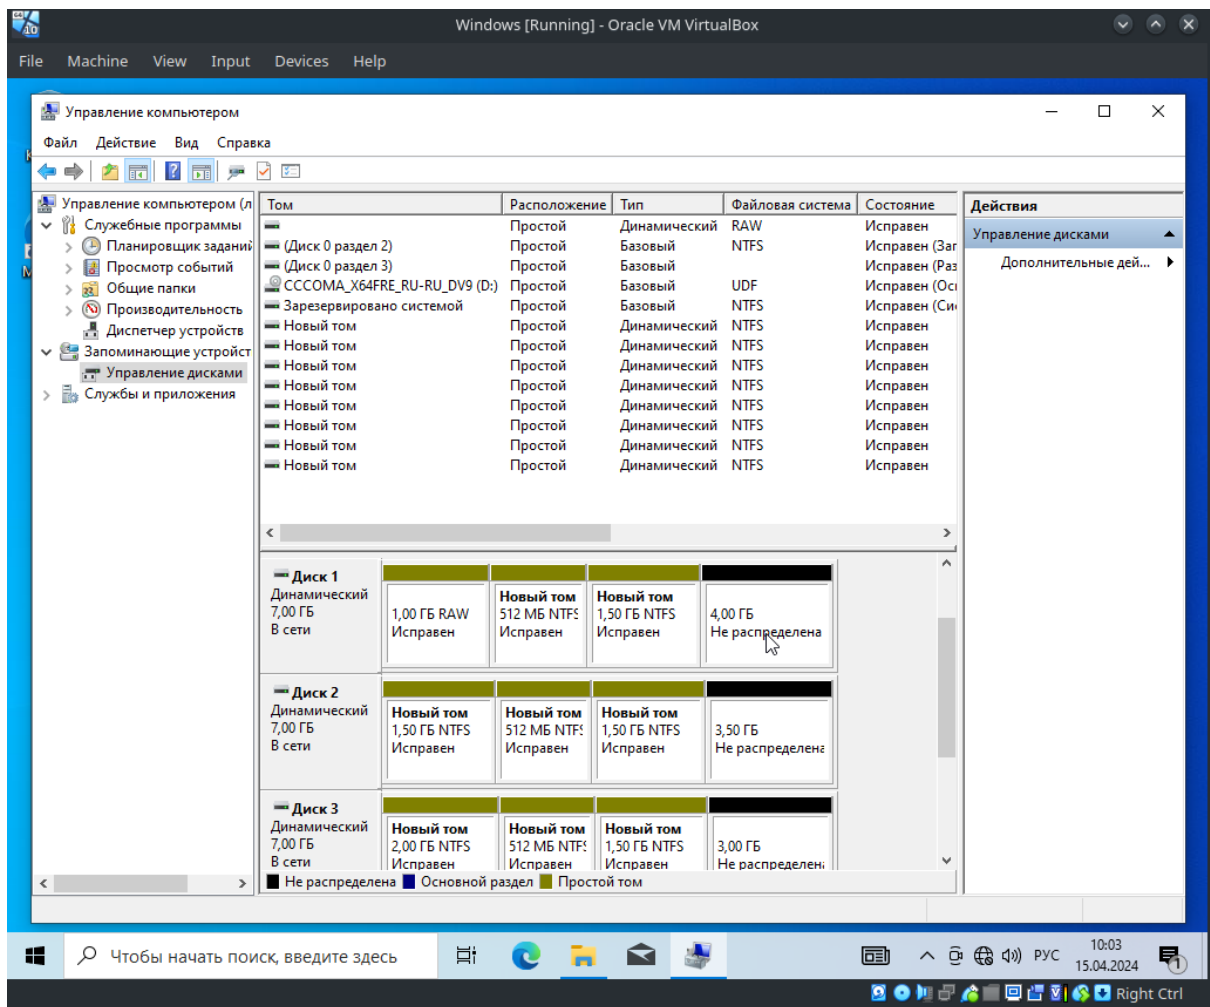 Windows [Running] - Oracle VM VirtualBox
File Machine View Input Devices Help
Управление компьютером
Файл Действие Вид Справка
Управление компьютером (л
Служебные программы
Планировщик заданий
Просмотр событий
Общие папки
Производительность
Диспетчер устройств
Запоминающие устройст
Управление дисками
Службы и приложения
Том Расположение Тип Файловая система Состояние
Простой Динамический RAW Исправен
(Диск 0 раздел 2) Простой Базовый NTFS Исправен (Заг
(Диск 0 раздел 3) Простой Базовый Исправен (Раз
CCCOMA_X64FRE_RU-RU_DV9 (D:) Простой Базовый UDF Исправен (Осн
Зарезервировано системой Простой Базовый NTFS Исправен (Сис
Новый том Простой Динамический NTFS Исправен
Новый том Простой Динамический NTFS Исправен
Новый том Простой Динамический NTFS Исправен
Новый том Простой Динамический NTFS Исправен
Новый том Простой Динамический NTFS Исправен
Новый том Простой Динамический NTFS Исправен
Новый том Простой Динамический NTFS Исправен
Новый том Простой Динамический NTFS Исправен
Действия
Управление дисками
Дополнительные дей...
Диск 1
Динамический
7,00 ГБ
В сети
1,00 ГБ RAW
Исправен
Новый том
512 МБ NTFS
Исправен
Новый том
1,50 ГБ NTFS
Исправен
4,00 ГБ
Не распределена
Диск 2
Динамический
7,00 ГБ
В сети
Новый том
1,50 ГБ NTFS
Исправен
Новый том
512 МБ NTFS
Исправен
Новый том
1,50 ГБ NTFS
Исправен
3,50 ГБ
Не распределена
Диск 3
Динамический
7,00 ГБ
В сети
Новый том
2,00 ГБ NTFS
Исправен
Новый том
512 МБ NTFS
Исправен
Новый том
1,50 ГБ NTFS
Исправен
3,00 ГБ
Не распределена
Не распределена Основной раздел Простой том
Чтобы начать поиск, введите здесь
РУС
10:03
15.04.2024
1
Right Ctrl